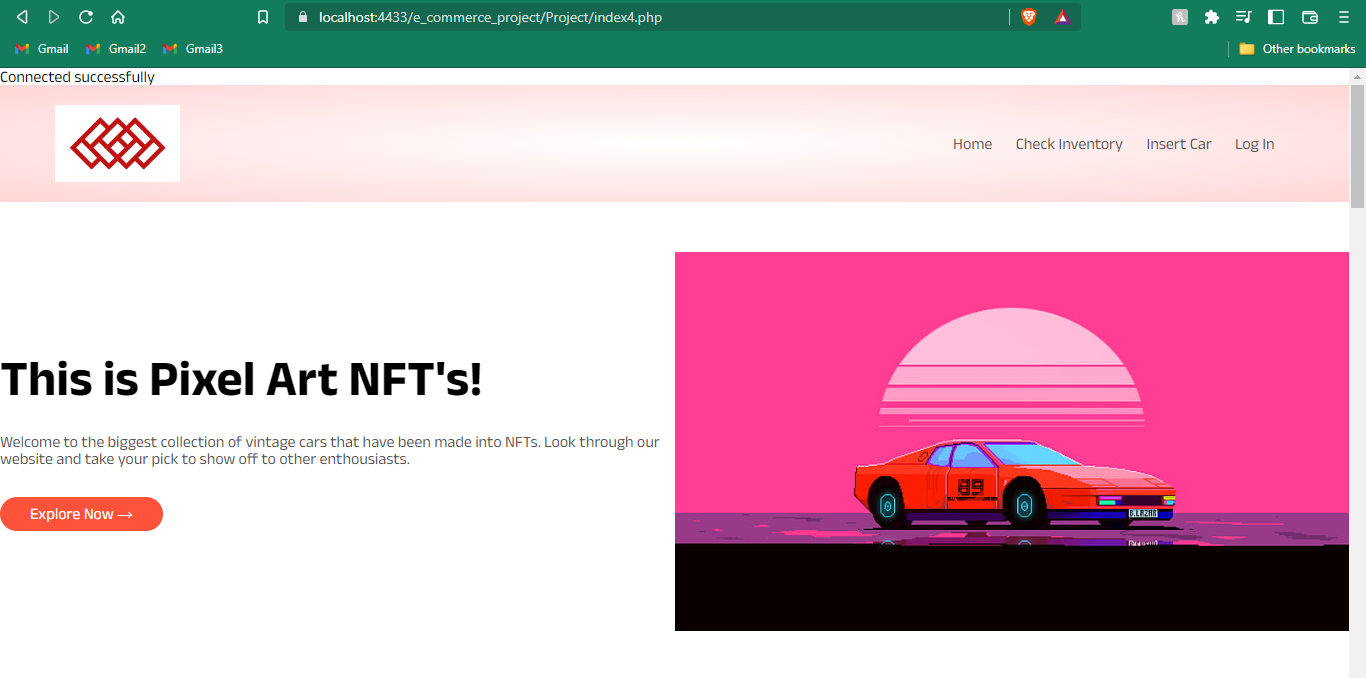 localhost:4433/e_commerce_project/Project/index4.php
Gmail Gmail2 Gmail3 Other bookmarks
Connected successfully
Home Check Inventory Insert Car Log In
This is Pixel Art NFT's!
Welcome to the biggest collection of vintage cars that have been made into NFTs. Look through our
website and take your pick to show off to other enthousiasts.
Explore Now →
89